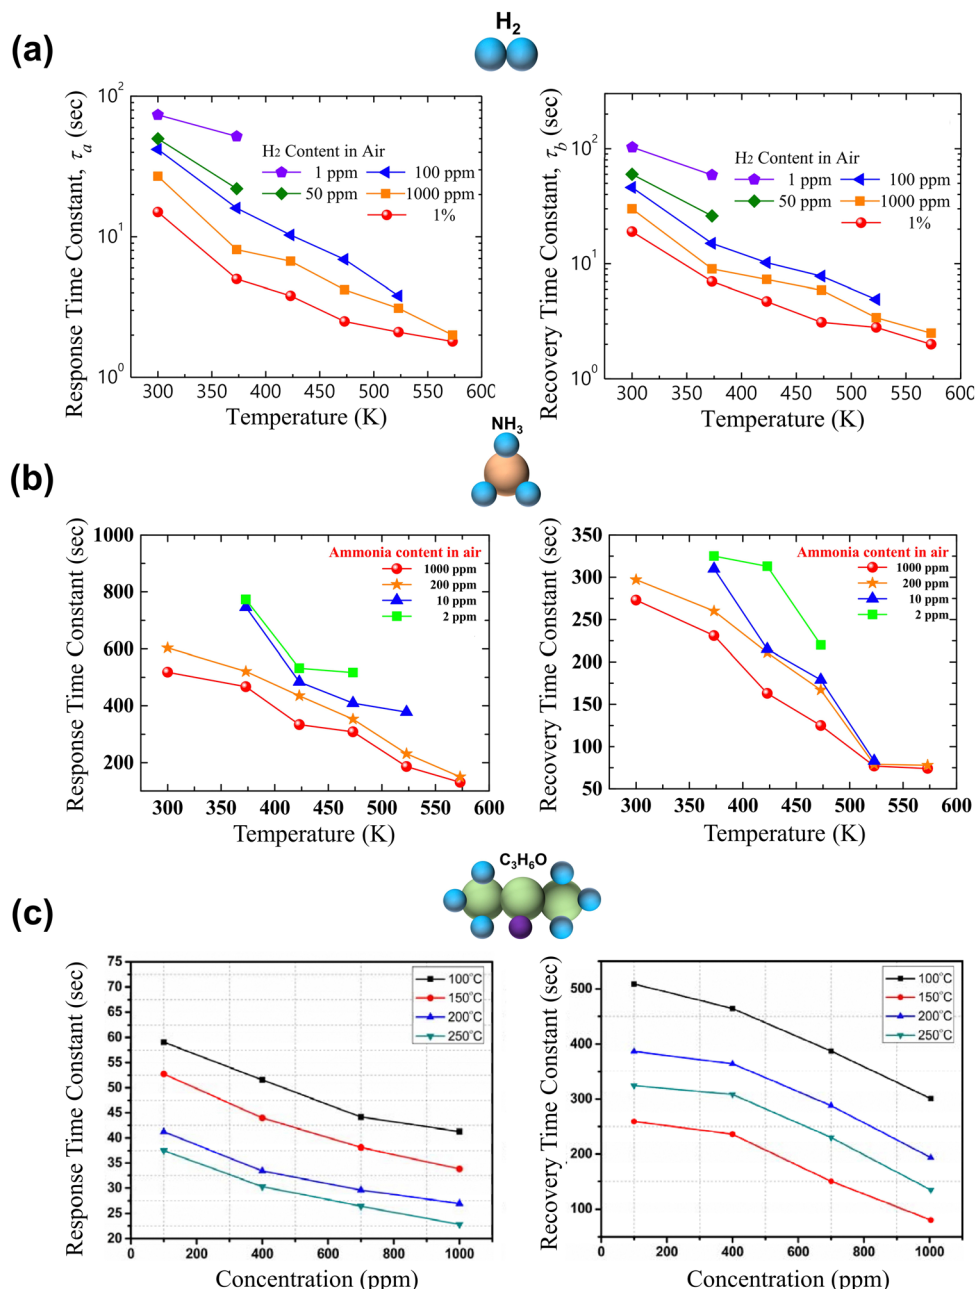 (a)
H2
Response Time Constant, τa (sec)
10^2
10^1
10^0
H2 Content in Air
1 ppm
100 ppm
50 ppm
1000 ppm
1%
300 350 400 450 500 550 600
Temperature (K)
Recovery Time Constant, τb (sec)
10^2
10^1
10^0
H2 Content in Air
1 ppm
100 ppm
50 ppm
1000 ppm
1%
300 350 400 450 500 550 600
Temperature (K)
(b)
NH3
Response Time Constant (sec)
1000
800
600
400
200
Ammonia content in air
1000 ppm
200 ppm
10 ppm
2 ppm
300 350 400 450 500 550 600
Temperature (K)
Recovery Time Constant (sec)
350
300
250
200
150
100
50
Ammonia content in air
1000 ppm
200 ppm
10 ppm
2 ppm
300 350 400 450 500 550 600
Temperature (K)
(c)
C3H6O
Response Time Constant (sec)
75
70
65
60
55
50
45
40
35
30
25
20
100°C
150°C
200°C
250°C
0 200 400 600 800 1000
Concentration (ppm)
Recovery Time Constant (sec)
500
400
300
200
100
100°C
150°C
200°C
250°C
0 200 400 600 800 1000
Concentration (ppm)